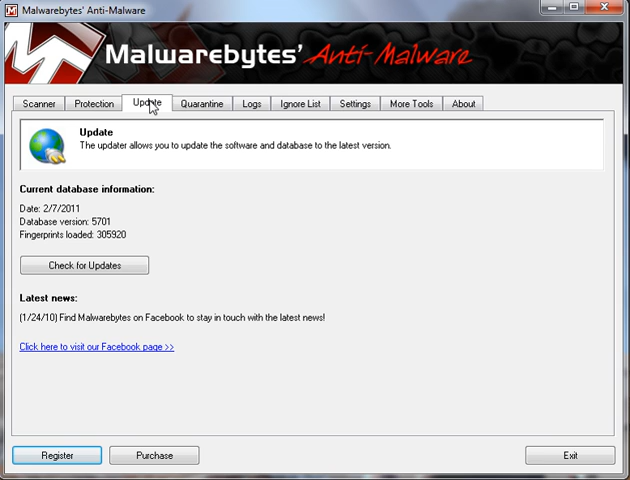 Malwarebytes' Anti-Malware
Malwarebytes' Anti-Malware
Scanner Protection Update Quarantine Logs Ignore List Settings More Tools About
Update
The updater allows you to update the software and database to the latest version.
Current database information:
Date: 2/7/2011
Database version: 5701
Fingerprints loaded: 305920
Check for Updates
Latest news:
(1/24/10) Find Malwarebytes on Facebook to stay in touch with the latest news!
Click here to visit our Facebook page >>
Register Purchase Exit